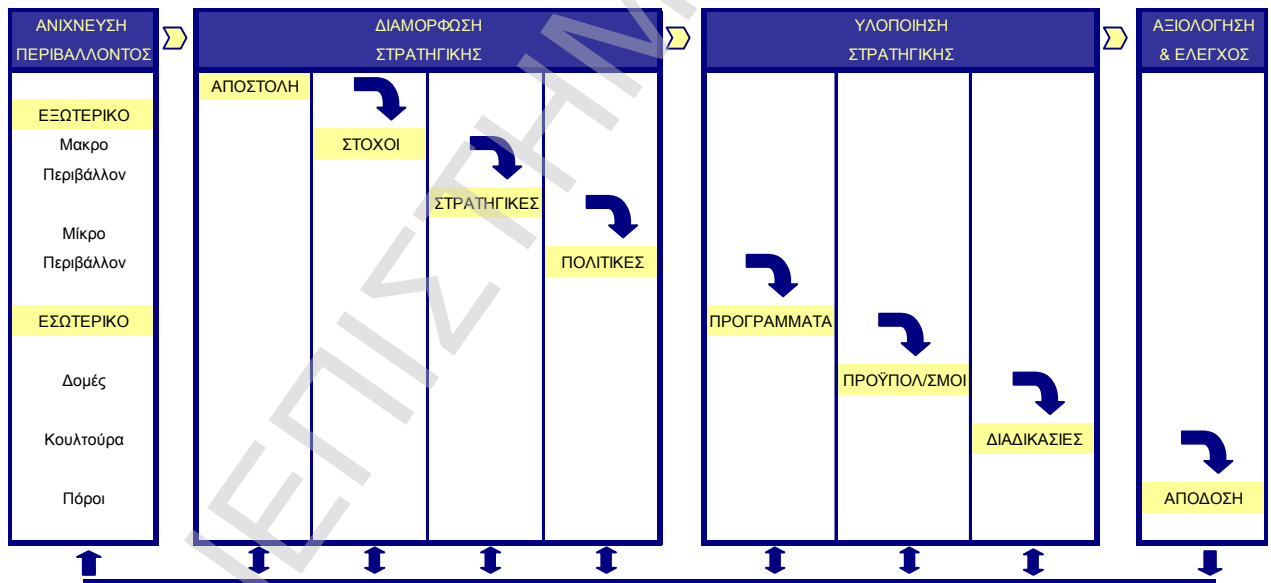 ΑΝΙΧΝΕΥΣΗ
ΠΕΡΙΒΑΛΛΟΝΤΟΣ
ΔΙΑΜΟΡΦΩΣΗ
ΣΤΡΑΤΗΓΙΚΗΣ
ΥΛΟΠΟΙΗΣΗ
ΣΤΡΑΤΗΓΙΚΗΣ
ΑΞΙΟΛΟΓΗΣΗ
& ΕΛΕΓΧΟΣ
ΕΞΩΤΕΡΙΚΟ
Μακρο
Περιβάλλον
Μίκρο
Περιβάλλον
ΕΣΩΤΕΡΙΚΟ
Δομές
Κουλτούρα
Πόροι
ΑΠΟΣΤΟΛΗ
ΣΤΟΧΟΙ
ΣΤΡΑΤΗΓΙΚΕΣ
ΠΟΛΙΤΙΚΕΣ
ΠΡΟΓΡΑΜΜΑΤΑ
ΠΡΟΫΠΟΛ/ΣΜΟΙ
ΔΙΑΔΙΚΑΣΙΕΣ
ΑΠΟΔΟΣΗ